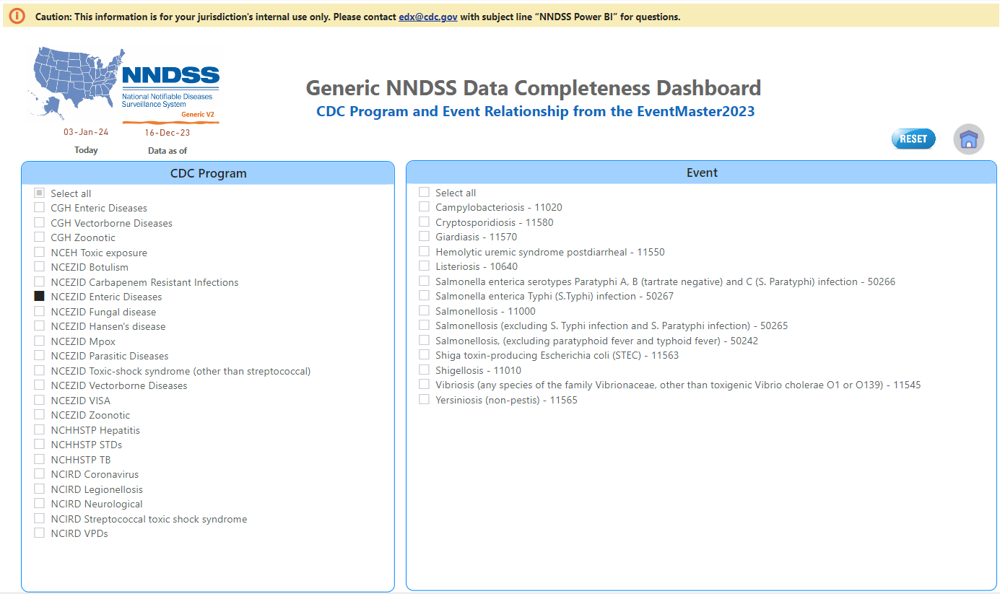 Caution: This information is for your jurisdiction's internal use only. Please contact edx@cdc.gov with subject line “NNDSS Power BI” for questions.
NNDSS
National Notifiable Diseases
Surveillance System
Generic V2
Generic NNDSS Data Completeness Dashboard
CDC Program and Event Relationship from the EventMaster2023
03-Jan-24
16-Dec-23
Today
Data as of
RESET
CDC Program
Select all
CGH Enteric Diseases
CGH Vectorborne Diseases
CGH Zoonotic
NCEH Toxic exposure
NCEZID Botulism
NCEZID Carbapenem Resistant Infections
NCEZID Enteric Diseases
NCEZID Fungal disease
NCEZID Hansen's disease
NCEZID Mpox
NCEZID Parasitic Diseases
NCEZID Toxic-shock syndrome (other than streptococcal)
NCEZID Vectorborne Diseases
NCEZID VISA
NCEZID Zoonotic
NCHHSTP Hepatitis
NCHHSTP STDs
NCHHSTP TB
NCIRD Coronavirus
NCIRD Legionellosis
NCIRD Neurological
NCIRD Streptococcal toxic shock syndrome
NCIRD VPDs
Event
Select all
Campylobacteriosis - 11020
Cryptosporidiosis - 11580
Giardiasis - 11570
Hemolytic uremic syndrome postdiarrheal - 11550
Listeriosis - 10640
Salmonella enterica serotypes Paratyphi A, B (tartrate negative) and C (S. Paratyphi) infection - 50266
Salmonella enterica Typhi (S.Typhi) infection - 50267
Salmonellosis - 11000
Salmonellosis (excluding S. Typhi infection and S. Paratyphi infection) - 50265
Salmonellosis, (excluding paratyphoid fever and typhoid fever) - 50242
Shiga toxin-producing Escherichia coli (STEC) - 11563
Shigellosis - 11010
Vibriosis (any species of the family Vibrionaceae, other than toxigenic Vibrio cholerae O1 or O139) - 11545
Yersiniosis (non-pestis) - 11565